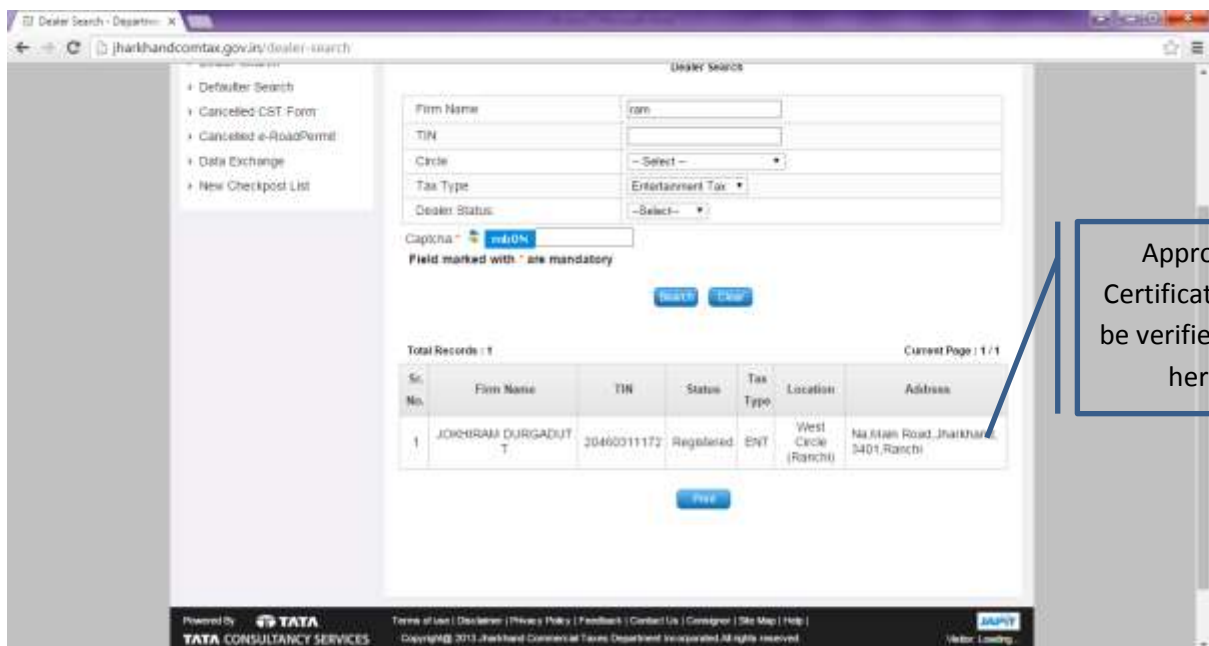 Dealer Search - Departmen
jharkhandcomtax.gov.in/dealer-search
Dealer Search
Defaulter Search
Cancelled CST Form
Cancelled e-RoadPermit
Data Exchange
New Checkpost List
Firm Name ram
TIN
Circle -- Select --
Tax Type Entertainment Tax
Dealer Status --Select--
Captcha *
Field marked with * are mandatory
Search Clear
Total Records : 1 Current Page : 1 / 1
Sr. No. Firm Name TIN Status Tax Type Location Address
1 JOKHIRAM DURGADUT T 20460311172 Registered ENT West Circle (Ranchi) Na,Main Road,Jharkhand, 3401,Ranchi
Print
Appro
Certificat
be verifie
her
Powered By TATA
TATA CONSULTANCY SERVICES
Terms of use | Disclaimer | Privacy Policy | Feedback | Contact Us | Consignor | Site Map | Help |
Copyright@ 2013 Jharkhand Commercial Taxes Department Incorporated All rights reserved
JAPIT
Visitor Loading...